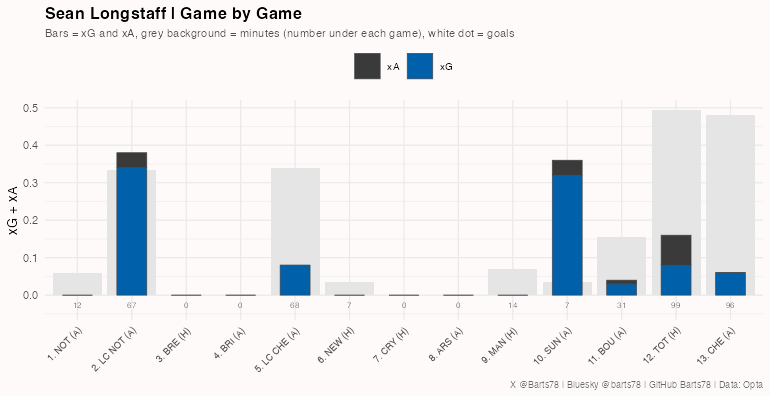 Sean Longstaff | Game by Game
Bars = xG and xA, grey background = minutes (number under each game), white dot = goals
xA xG
xG + xA
0.5
0.4
0.3
0.2
0.1
0.0
12 67 0 0 68 7 0 0 14 7 31 99 96
1. NOT (A)
2. LC NOT (A)
3. BRE (H)
4. BRI (A)
5. LC CHE (A)
6. NEW (H)
7. CRY (H)
8. ARS (A)
9. MAN (H)
10. SUN (A)
11. BOU (A)
12. TOT (H)
13. CHE (A)
X @Barts78 | Bluesky @barts78 | GitHub Barts78 | Data: Opta